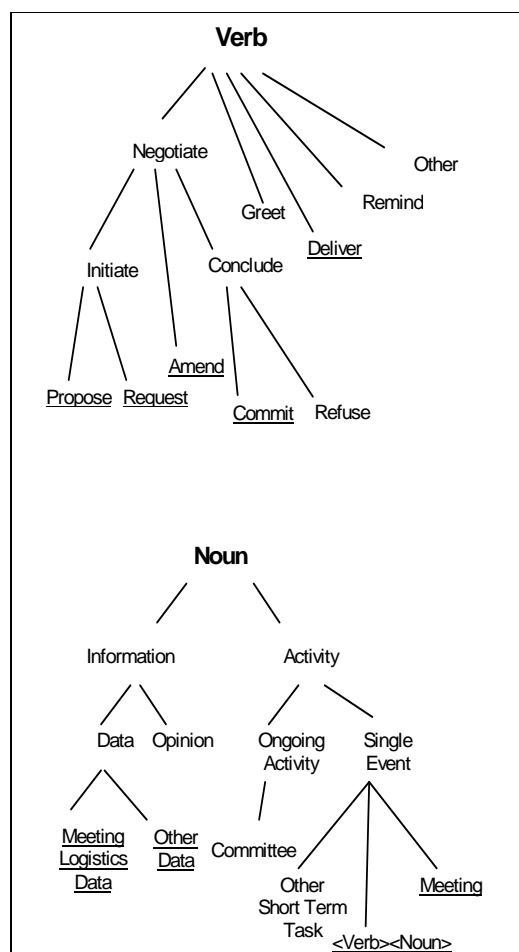 Verb
Negotiate
Other
Greet
Remind
Deliver
Initiate
Conclude
Amend
Propose
Request
Commit
Refuse
Noun
Information
Activity
Data
Opinion
Ongoing
Activity
Single
Event
Meeting
Logistics
Data
Other
Data
Committee
Other
Short Term
Task
<Verb><Noun>
Meeting